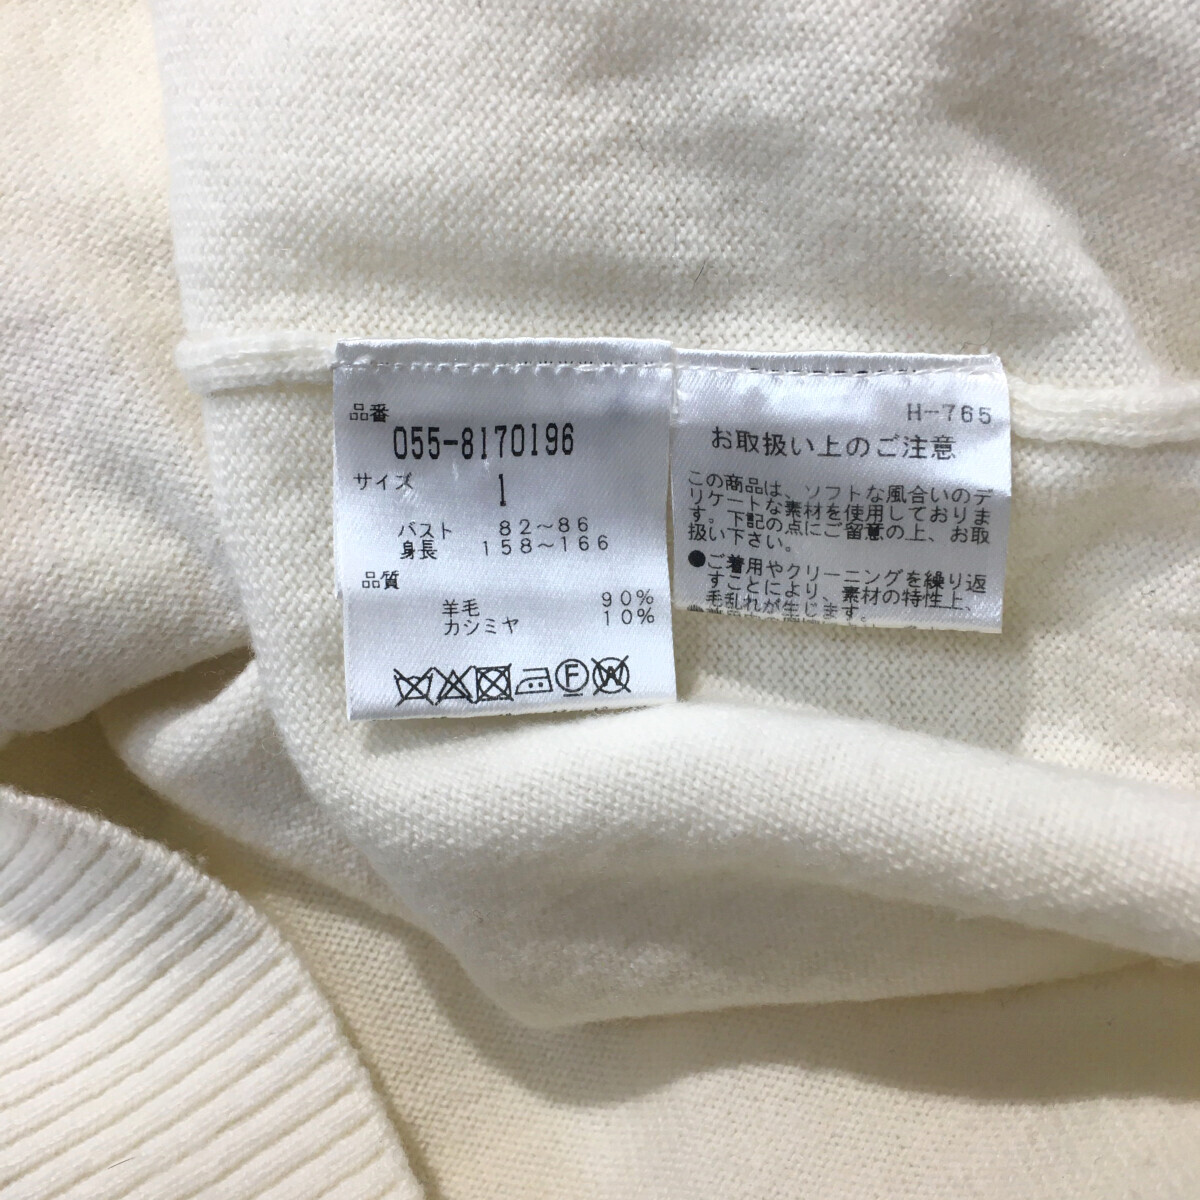 品番
055-8170196
サイズ 1
バスト 82〜86
身長 158〜166
品質
羊毛 90%
カシミヤ 10%
F W
H-765
お取扱い上のご注意
この商品は、ソフトな風合いのデ
リケートな素材を使用しておりま
す。下記の点にご留意の上、お取
扱い下さい。
●ご着用やクリーニングを繰り返
すことにより、素材の特性上、
毛乱れが生じます。